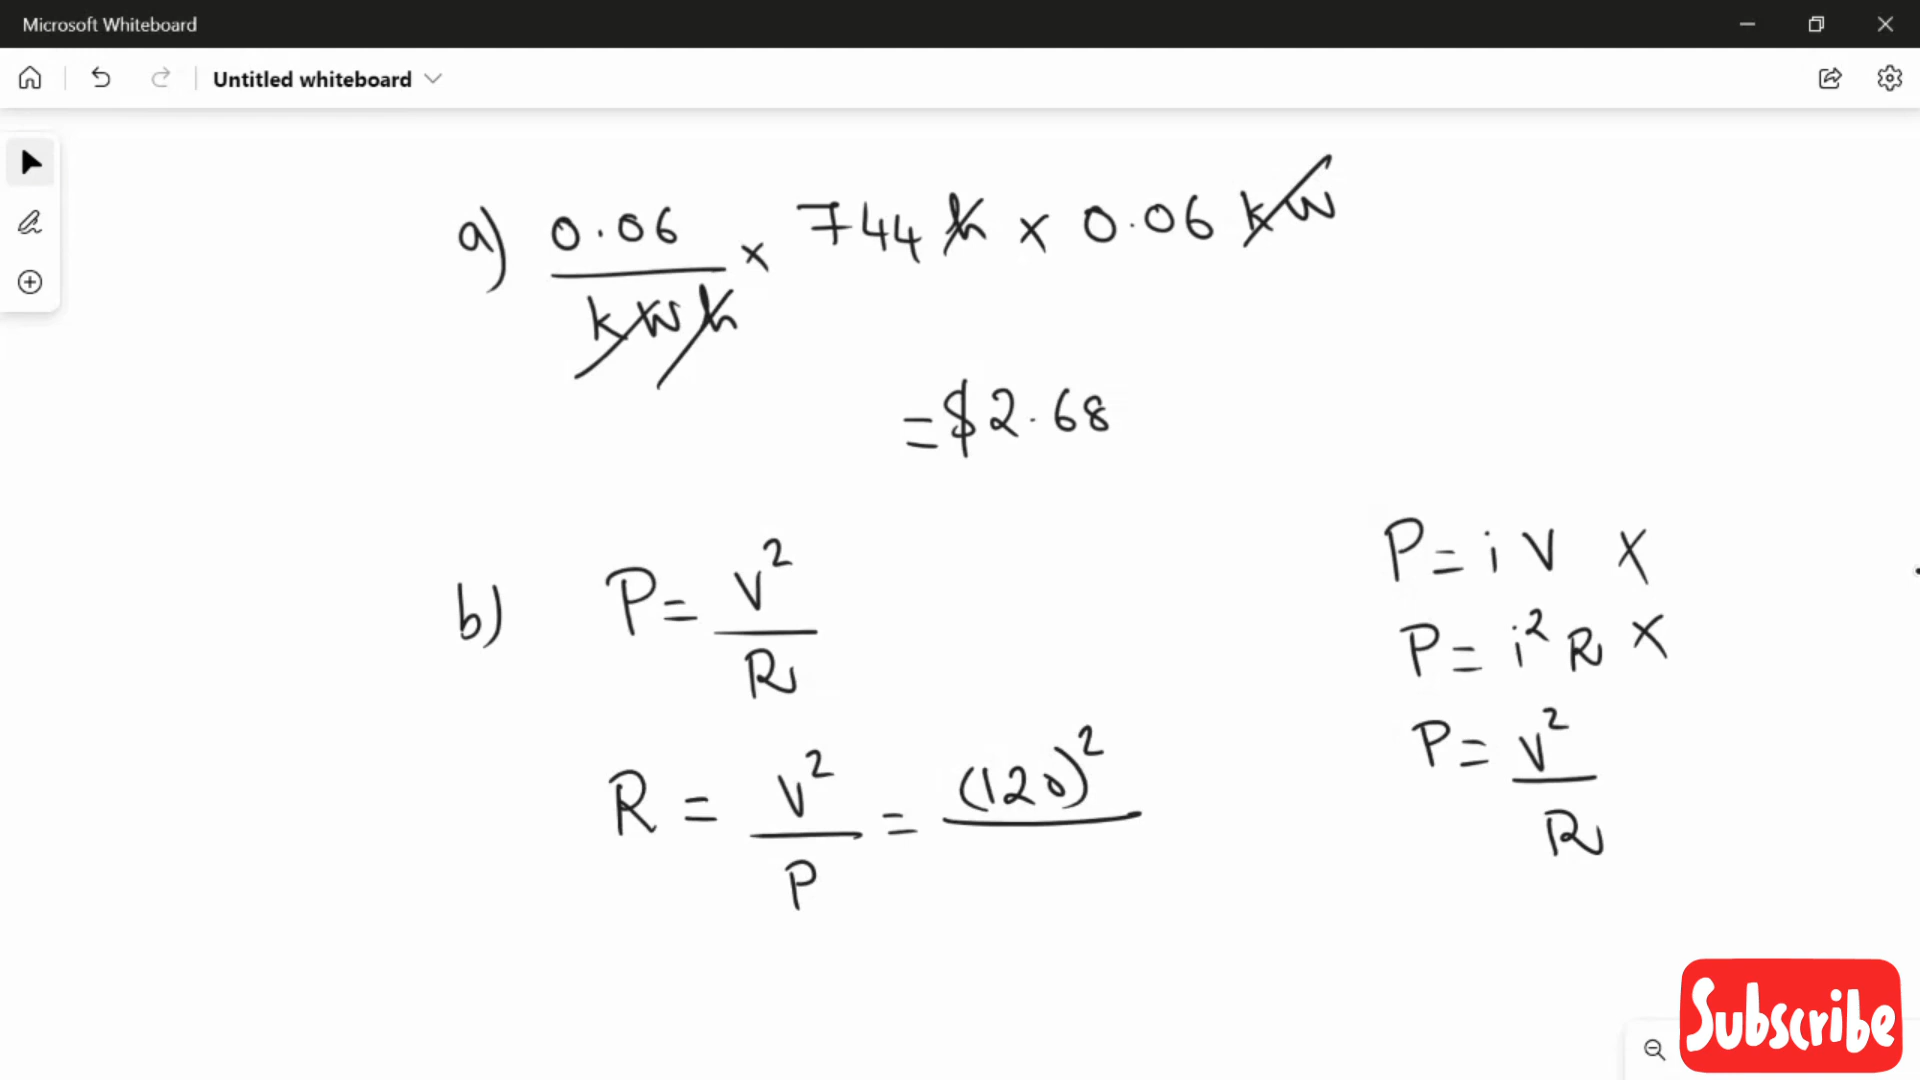 Microsoft Whiteboard
Untitled whiteboard
a) 0.06 / kwh × 744 h × 0.06 kw
= $2.68
b) P = V² / R
R = V² / P = (120)²
P = i V X
P = i² R X
P = V² / R
Subscribe